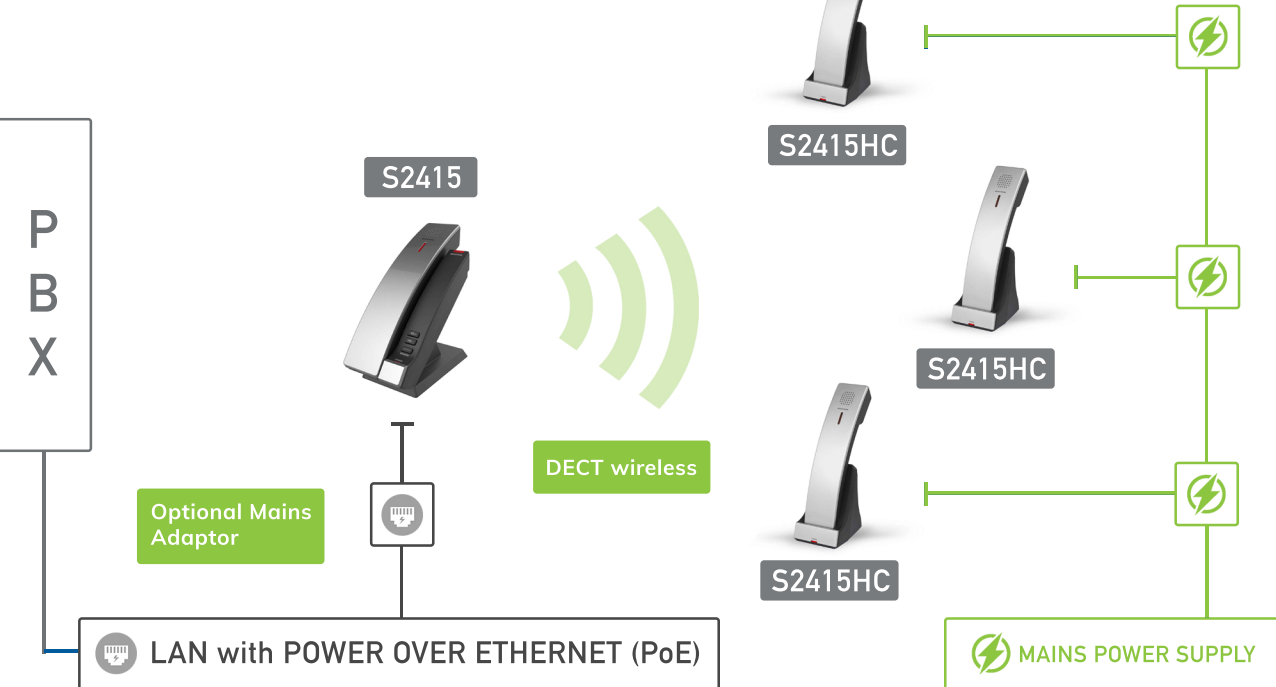 S2415HC
S2415
P
B
X
S2415HC
DECT wireless
Optional Mains
Adaptor
S2415HC
LAN with POWER OVER ETHERNET (PoE)
MAINS POWER SUPPLY